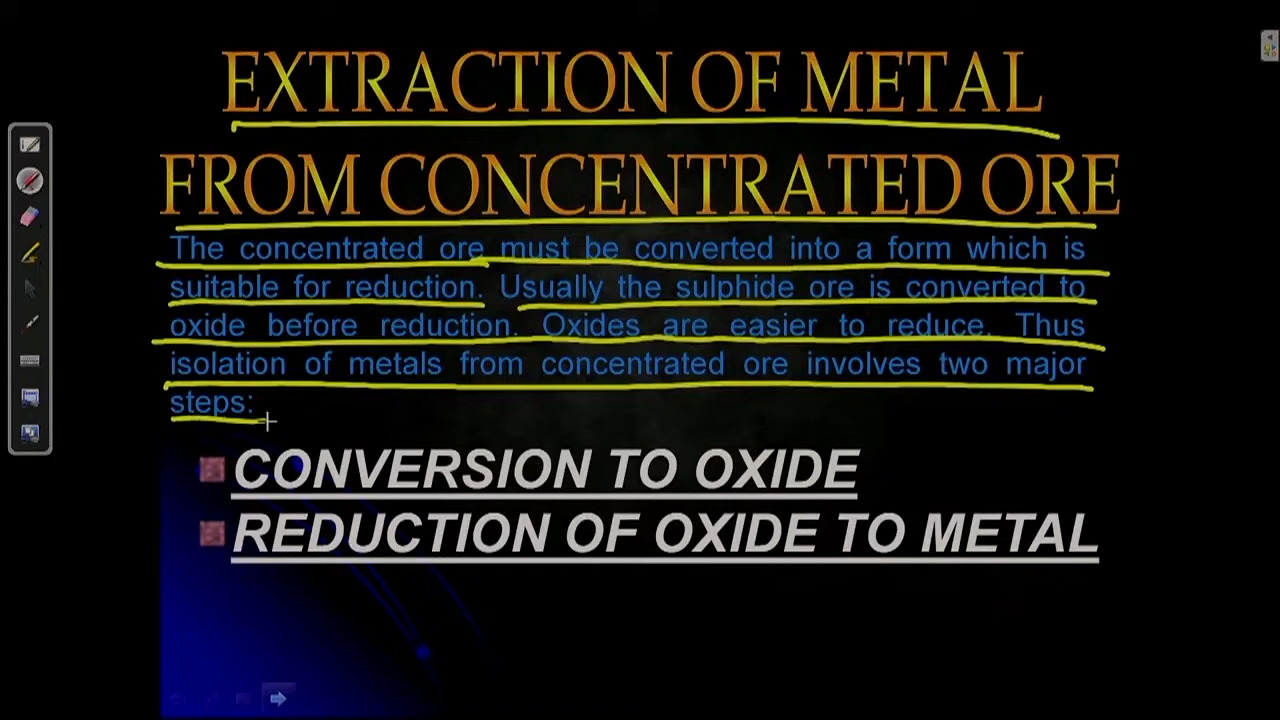 EXTRACTION OF METAL
FROM CONCENTRATED ORE
The concentrated ore must be converted into a form which is
suitable for reduction. Usually the sulphide ore is converted to
oxide before reduction. Oxides are easier to reduce. Thus
isolation of metals from concentrated ore involves two major
steps:
CONVERSION TO OXIDE
REDUCTION OF OXIDE TO METAL